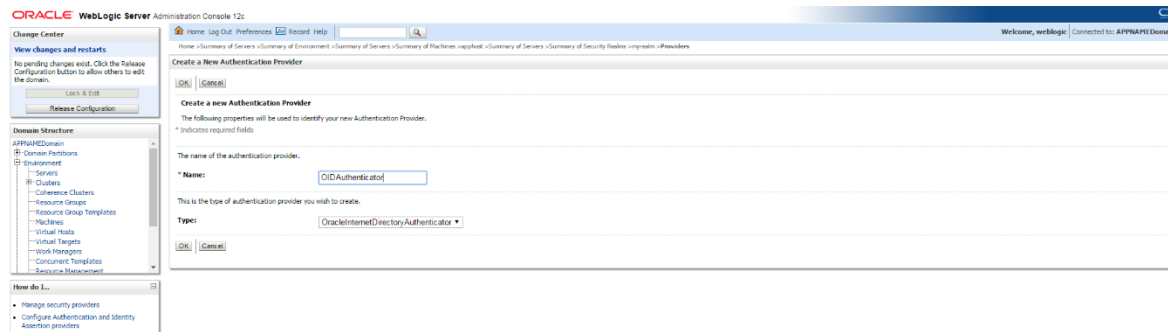 ORACLE WebLogic Server Administration Console 12c
Change Center
View changes and restarts
No pending changes exist. Click the Release
Configuration button to allow others to edit
the domain.
Lock & Edit
Release Configuration
Domain Structure
APPNAMEDomain
Domain Partitions
Environment
Servers
Clusters
Coherence Clusters
Resource Groups
Resource Group Templates
Machines
Virtual Hosts
Virtual Targets
Work Managers
Concurrent Templates
Resource Management
How do I...
Manage security providers
Configure Authentication and Identity
Assertion providers
Home Log Out Preferences Record Help
Welcome, weblogic Connected to: APPNAMEDoma
Home >Summary of Servers >Summary of Environment >Summary of Servers >Summary of Machines >apphost >Summary of Servers >Summary of Security Realms >myrealm >Providers
Create a New Authentication Provider
OK Cancel
Create a new Authentication Provider
The following properties will be used to identify your new Authentication Provider.
* Indicates required fields
The name of the authentication provider.
* Name: OIDAuthenticator
This is the type of authentication provider you wish to create.
Type: OracleInternetDirectoryAuthenticator
OK Cancel